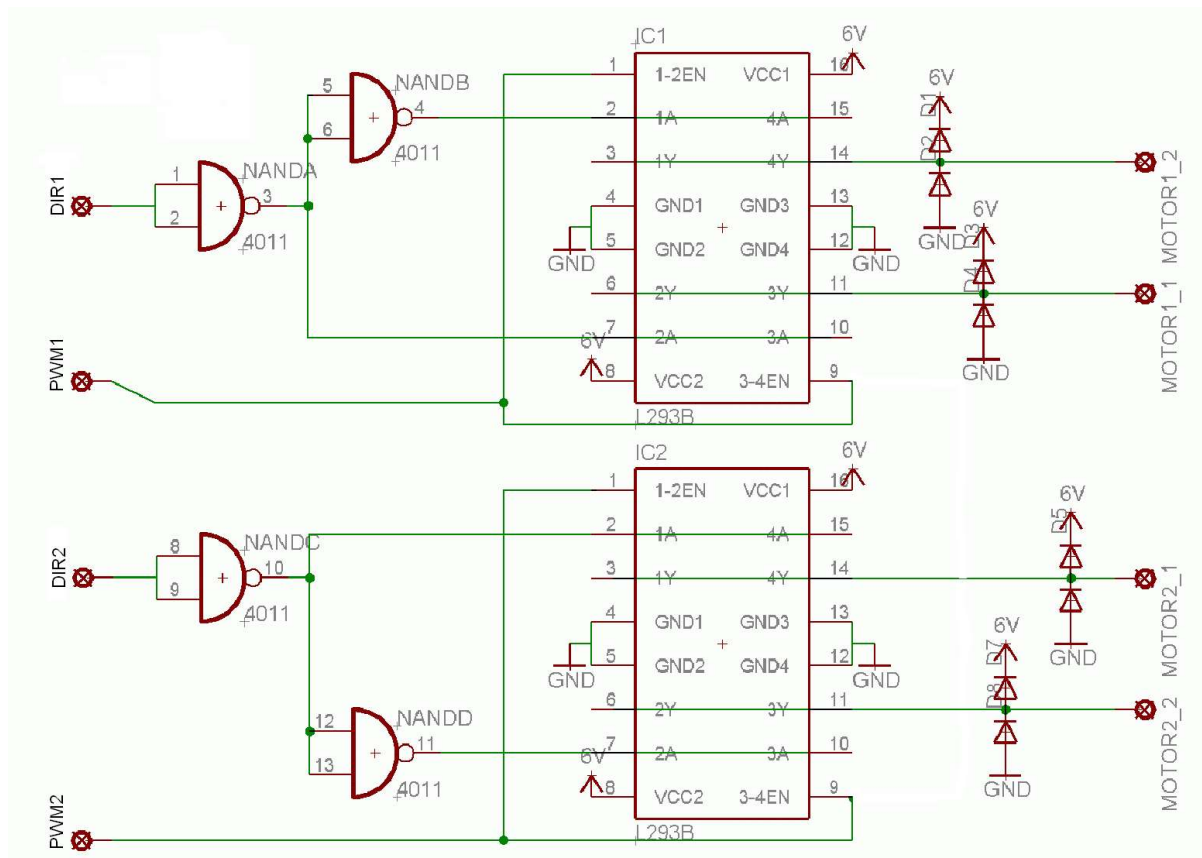 IC1
6V
1 1-2EN VCC1 16
2 1A 4A 15
3 1Y 4Y 14
4 GND1 GND3 13
5 GND2 GND4 12
6 2Y 3Y 11
7 2A 3A 10
8 VCC2 3-4EN 9
L293B
GND
GND
6V
5
6
NANDB
4
4011
DIR1
1
2
NANDA
3
4011
PWM1
6V
D1
D2
GND
MOTOR1_2
6V
D3
D4
GND
MOTOR1_1
IC2
6V
1 1-2EN VCC1 16
2 1A 4A 15
3 1Y 4Y 14
4 GND1 GND3 13
5 GND2 GND4 12
6 2Y 3Y 11
7 2A 3A 10
8 VCC2 3-4EN 9
L293B
GND
GND
6V
DIR2
8
9
NANDC
10
4011
12
13
NANDD
11
4011
PWM2
6V
D5
GND
MOTOR2_1
6V
D7
D8
GND
MOTOR2_2